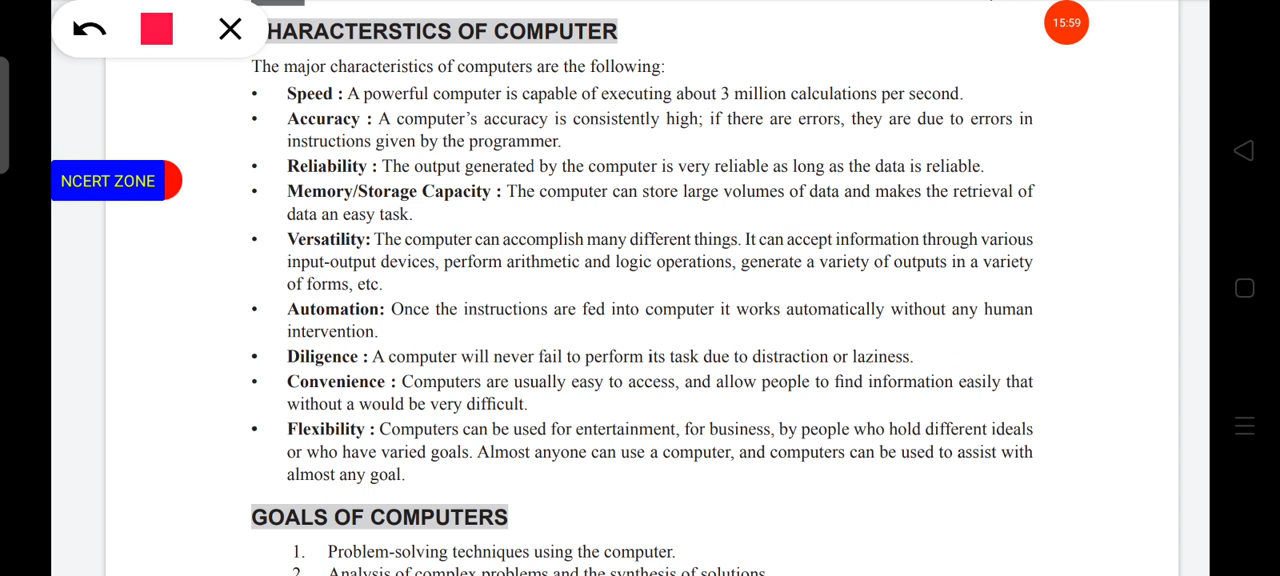 HARACTERSTICS OF COMPUTER
15:59
The major characteristics of computers are the following:
• Speed : A powerful computer is capable of executing about 3 million calculations per second.
• Accuracy : A computer’s accuracy is consistently high; if there are errors, they are due to errors in
instructions given by the programmer.
• Reliability : The output generated by the computer is very reliable as long as the data is reliable.
NCERT ZONE
• Memory/Storage Capacity : The computer can store large volumes of data and makes the retrieval of
data an easy task.
• Versatility: The computer can accomplish many different things. It can accept information through various
input-output devices, perform arithmetic and logic operations, generate a variety of outputs in a variety
of forms, etc.
• Automation: Once the instructions are fed into computer it works automatically without any human
intervention.
• Diligence : A computer will never fail to perform its task due to distraction or laziness.
• Convenience : Computers are usually easy to access, and allow people to find information easily that
without a would be very difficult.
• Flexibility : Computers can be used for entertainment, for business, by people who hold different ideals
or who have varied goals. Almost anyone can use a computer, and computers can be used to assist with
almost any goal.
GOALS OF COMPUTERS
1. Problem-solving techniques using the computer.
2. Analysis of complex problems and the synthesis of solutions.